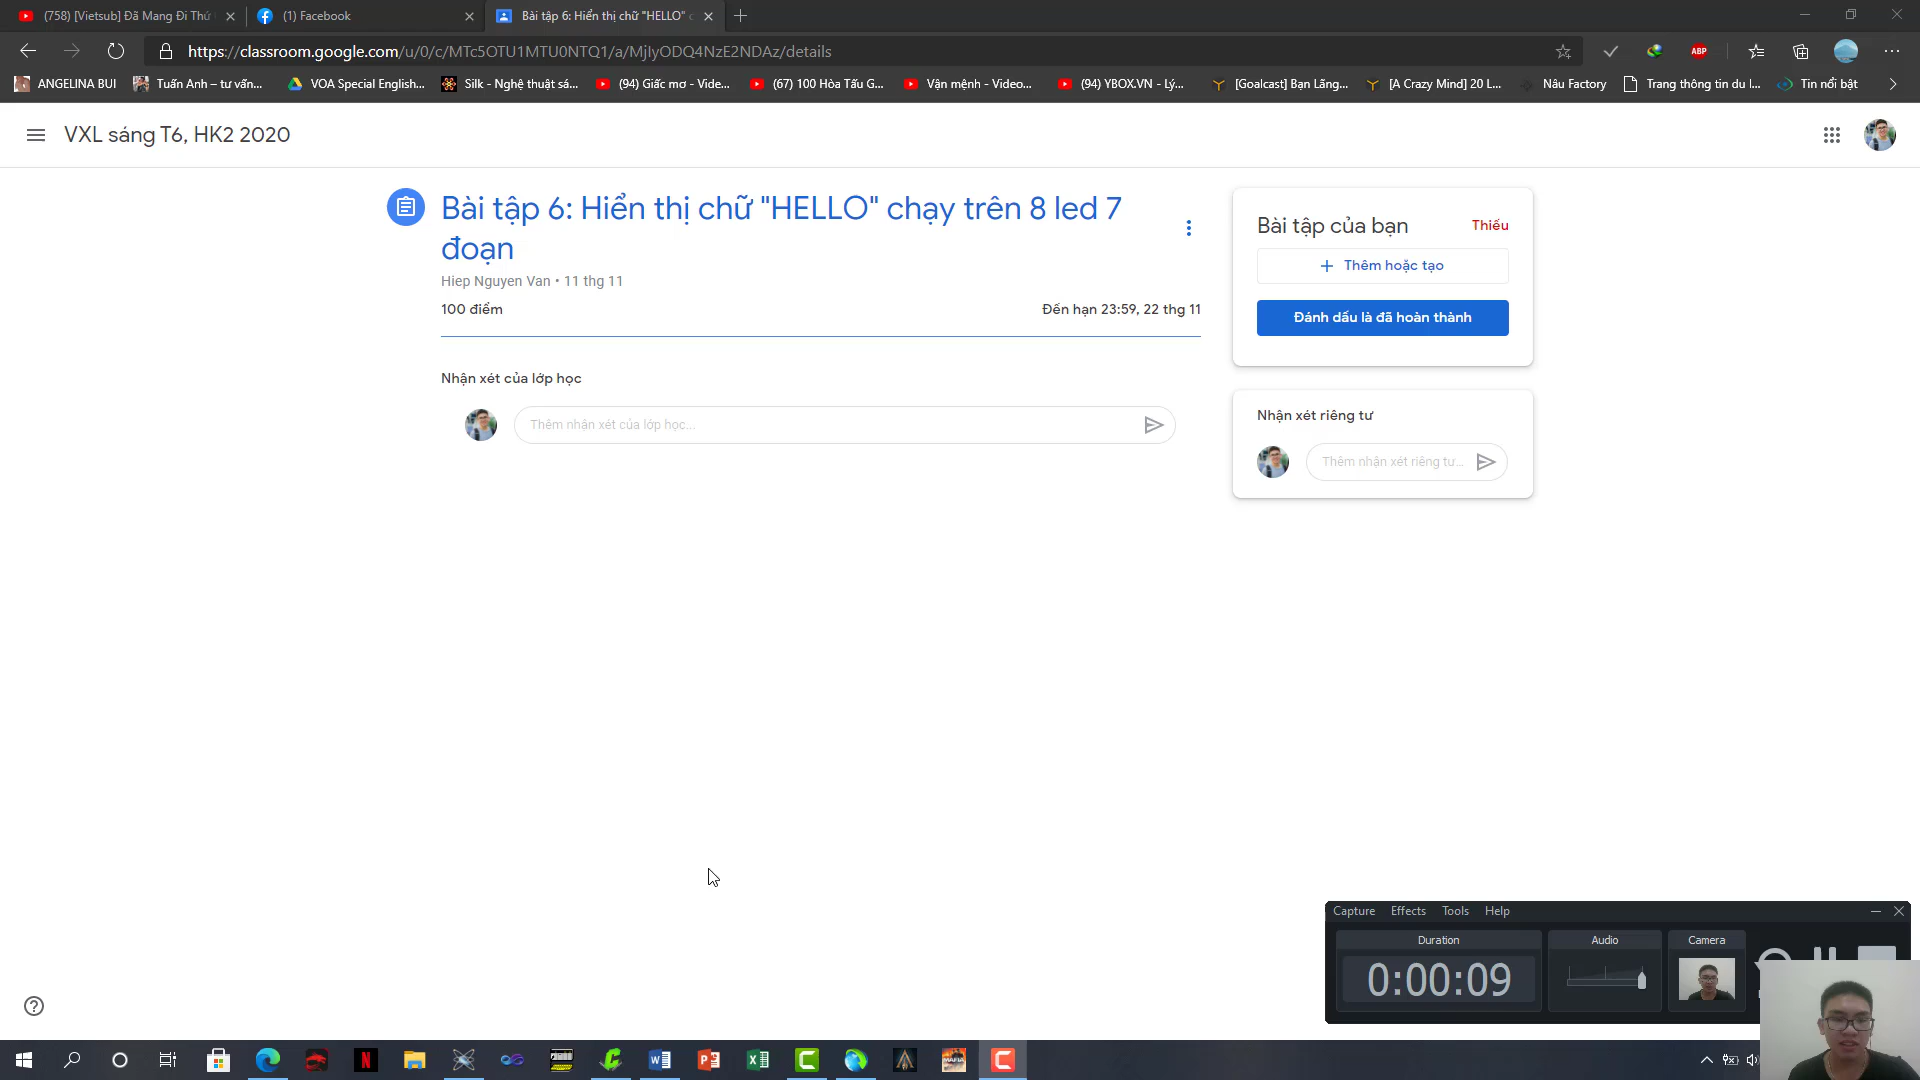 (758) [Vietsub] Đã Mang Đi Thứ
(1) Facebook
Bài tập 6: Hiển thị chữ "HELLO" c
https://classroom.google.com/u/0/c/MTc5OTU1MTU0NTQ1/a/MjIyODQ4NzE2NDAz/details
ABP
ANGELINA BUI
Tuấn Anh – tư vấn...
VOA Special English...
Silk - Nghệ thuật sá...
(94) Giấc mơ - Vide...
(67) 100 Hòa Tấu G...
Vận mệnh - Video...
(94) YBOX.VN - Lý...
[Goalcast] Bạn Lãng...
[A Crazy Mind] 20 L...
Nâu Factory
Trang thông tin du l...
Tin nổi bật
VXL sáng T6, HK2 2020
Bài tập 6: Hiển thị chữ "HELLO" chạy trên 8 led 7
đoạn
Hiep Nguyen Van • 11 thg 11
100 điểm
Đến hạn 23:59, 22 thg 11
Nhận xét của lớp học
Thêm nhận xét của lớp học...
Bài tập của bạn
Thiếu
+ Thêm hoặc tạo
Đánh dấu là đã hoàn thành
Nhận xét riêng tư
Thêm nhận xét riêng tư...
Capture Effects Tools Help
Duration
Audio
Camera
0:00:09